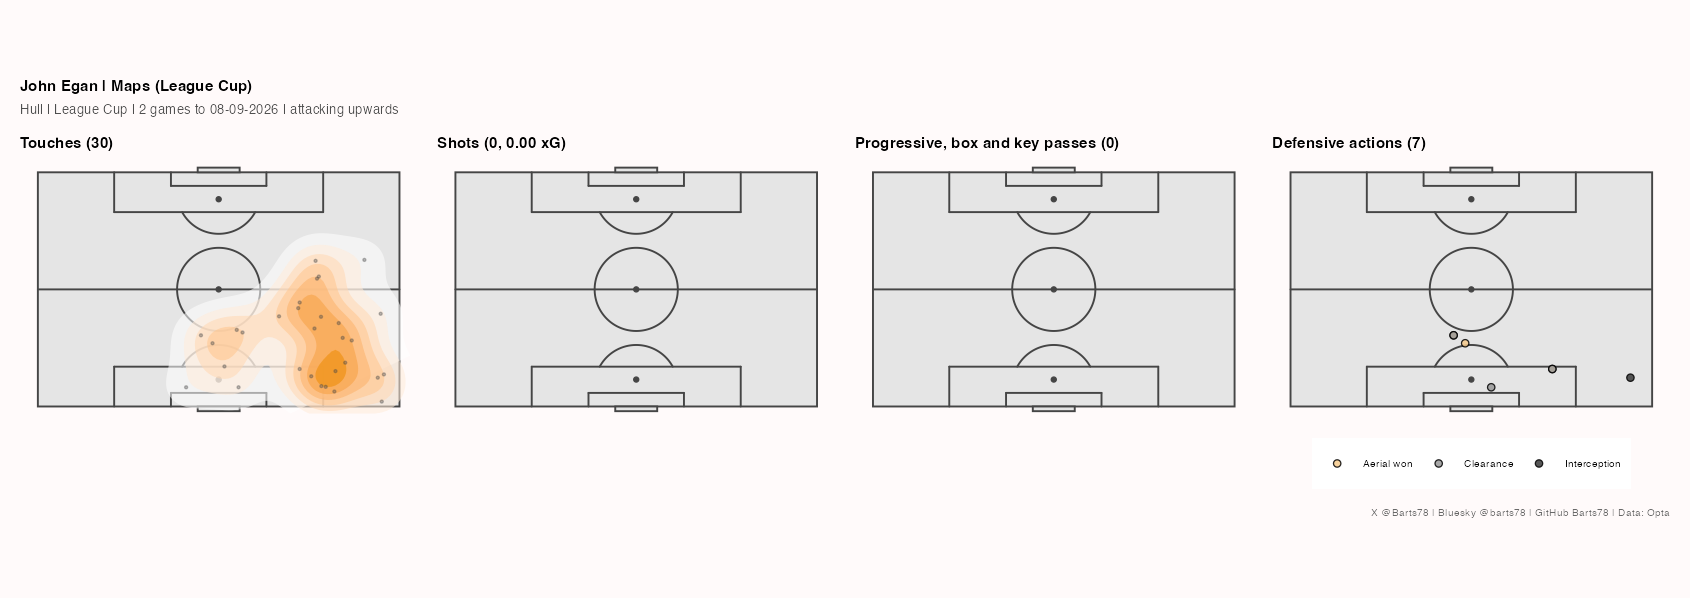 John Egan | Maps (League Cup)
Hull | League Cup | 2 games to 08-09-2026 | attacking upwards
Touches (30)
Shots (0, 0.00 xG)
Progressive, box and key passes (0)
Defensive actions (7)
Aerial won
Clearance
Interception
X @Barts78 | Bluesky @barts78 | GitHub Barts78 | Data: Opta